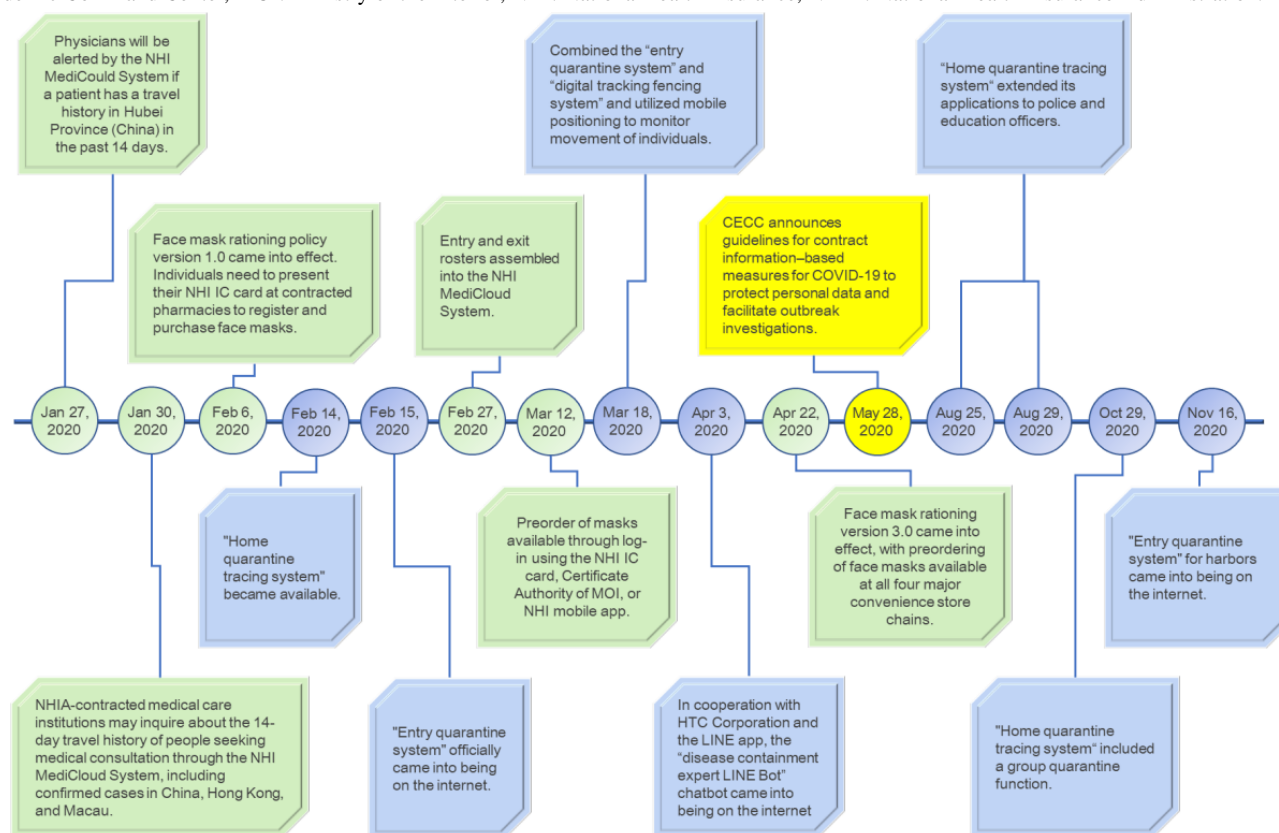 Command Center; Ministry of the Interior; National Health Insurance; National Health Insurance Administration
Physicians will be
alerted by the NHI
MediCould System if
a patient has a travel
history in Hubei
Province (China) in
the past 14 days.
Combined the “entry
quarantine system” and
“digital tracking fencing
system” and utilized mobile
positioning to monitor
movement of individuals.
“Home quarantine tracing
system“ extended its
applications to police and
education officers.
Face mask rationing policy
version 1.0 came into effect.
Individuals need to present
their NHI IC card at contracted
pharmacies to register and
purchase face masks.
Entry and exit
rosters assembled
into the NHI
MediCloud
System.
CECC announces
guidelines for contract
information–based
measures for COVID-19 to
protect personal data and
facilitate outbreak
investigations.
Jan 27,
2020
Jan 30,
2020
Feb 6,
2020
Feb 14,
2020
Feb 15,
2020
Feb 27,
2020
Mar 12,
2020
Mar 18,
2020
Apr 3,
2020
Apr 22,
2020
May 28,
2020
Aug 25,
2020
Aug 29,
2020
Oct 29,
2020
Nov 16,
2020
"Home
quarantine
tracing system"
became available.
Preorder of masks
available through log-
in using the NHI IC
card, Certificate
Authority of MOI, or
NHI mobile app.
Face mask rationing
version 3.0 came into
effect, with preordering
of face masks available
at all four major
convenience store
chains.
"Entry quarantine
system" for harbors
came into being on
the internet.
NHIA-contracted medical care
institutions may inquire about the 14-
day travel history of people seeking
medical consultation through the NHI
MediCloud System, including
confirmed cases in China, Hong Kong,
and Macau.
"Entry quarantine
system" officially
came into being
on the internet.
In cooperation with
HTC Corporation and
the LINE app, the
“disease containment
expert LINE Bot”
chatbot came into
being on the internet
"Home quarantine
tracing system“ included
a group quarantine
function.